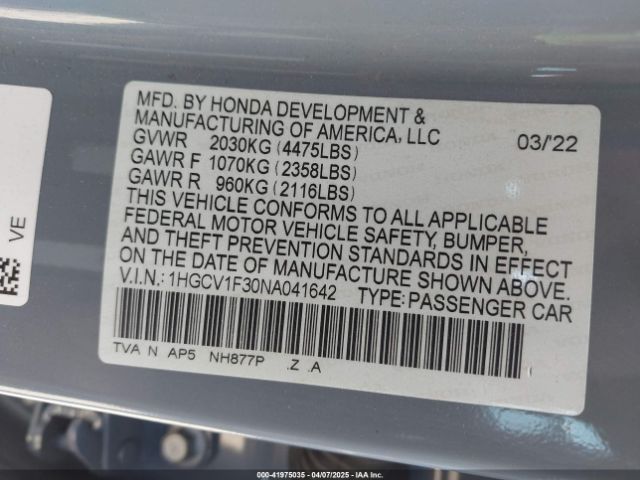 MFD. BY HONDA DEVELOPMENT &
MANUFACTURING OF AMERICA, LLC 03/'22
GVWR 2030KG (4475LBS)
GAWR F 1070KG (2358LBS)
GAWR R 960KG (2116LBS)
THIS VEHICLE CONFORMS TO ALL APPLICABLE
FEDERAL MOTOR VEHICLE SAFETY, BUMPER,
AND THEFT PREVENTION STANDARDS IN EFFECT
ON THE DATE OF MANUFACTURE SHOWN ABOVE.
V.I.N.: 1HGCV1F30NA041642 TYPE: PASSENGER CAR
TVA N AP5 NH877P .Z .A
VE
000-41975035 - 04/07/2025 - IAA Inc.